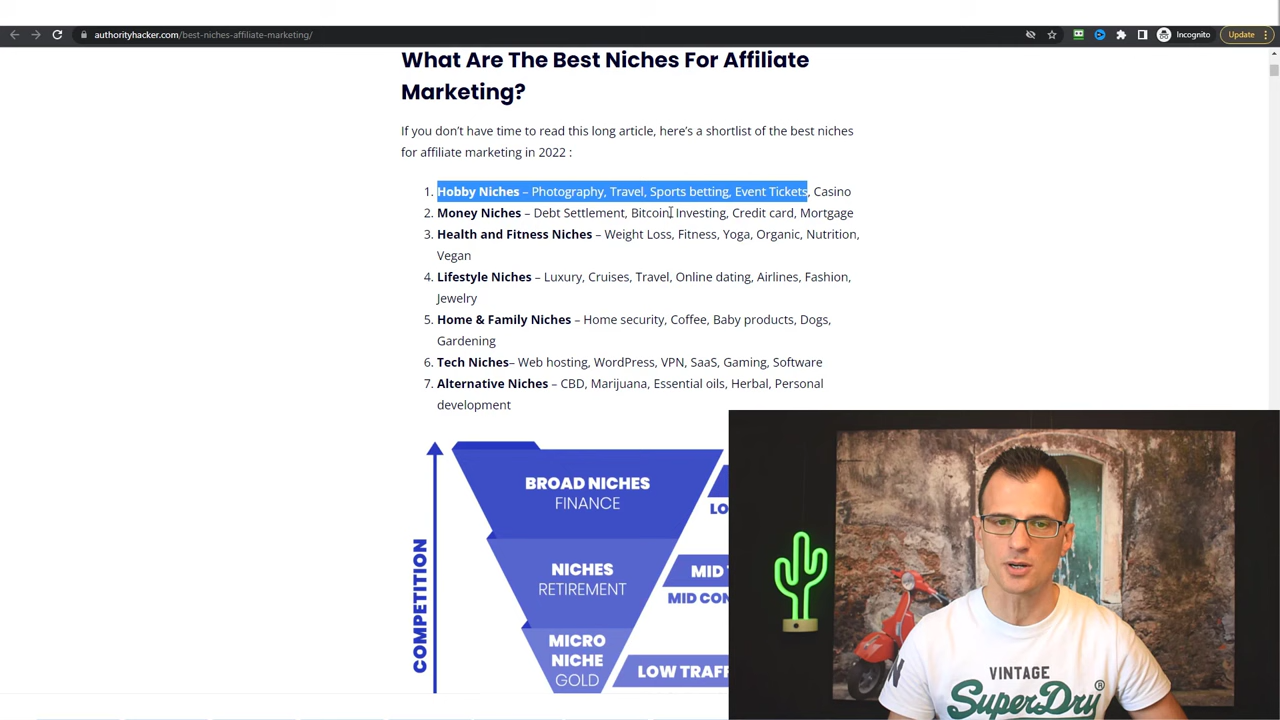 authorityhacker.com/best-niches-affiliate-marketing/
Incognito
Update
What Are The Best Niches For Affiliate
Marketing?
If you don’t have time to read this long article, here’s a shortlist of the best niches
for affiliate marketing in 2022 :
1. Hobby Niches – Photography, Travel, Sports betting, Event Tickets, Casino
2. Money Niches – Debt Settlement, Bitcoin, Investing, Credit card, Mortgage
3. Health and Fitness Niches – Weight Loss, Fitness, Yoga, Organic, Nutrition,
Vegan
4. Lifestyle Niches – Luxury, Cruises, Travel, Online dating, Airlines, Fashion,
Jewelry
5. Home & Family Niches – Home security, Coffee, Baby products, Dogs,
Gardening
6. Tech Niches– Web hosting, WordPress, VPN, SaaS, Gaming, Software
7. Alternative Niches – CBD, Marijuana, Essential oils, Herbal, Personal
development
COMPETITION
BROAD NICHES
FINANCE
LO
NICHES
RETIREMENT
MID
MID CON
MICRO
NICHE
GOLD
LOW TRAF
VINTAGE
SuperDry®